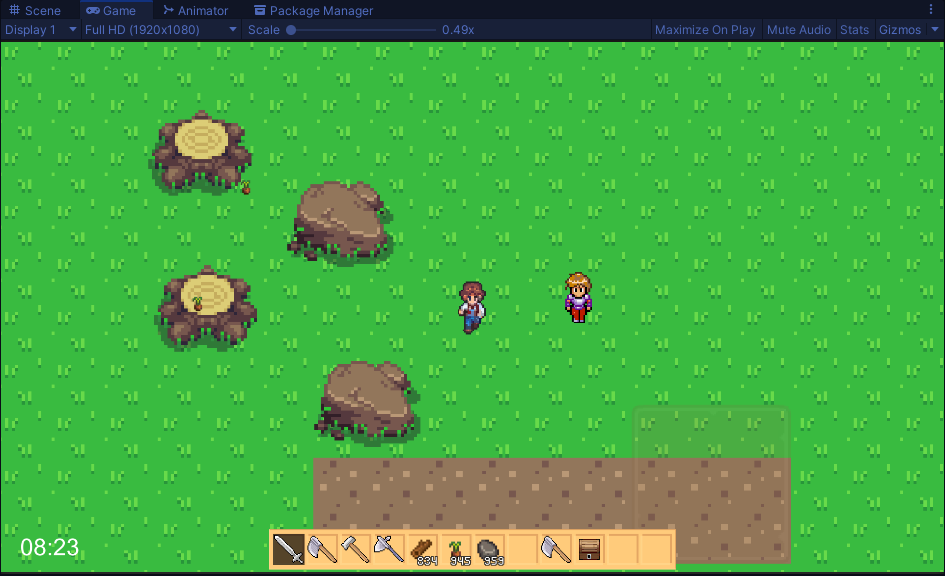 Scene Game Animator Package Manager
Display 1 Full HD (1920x1080) Scale 0.49x Maximize On Play Mute Audio Stats Gizmos
08:23
834 945 959